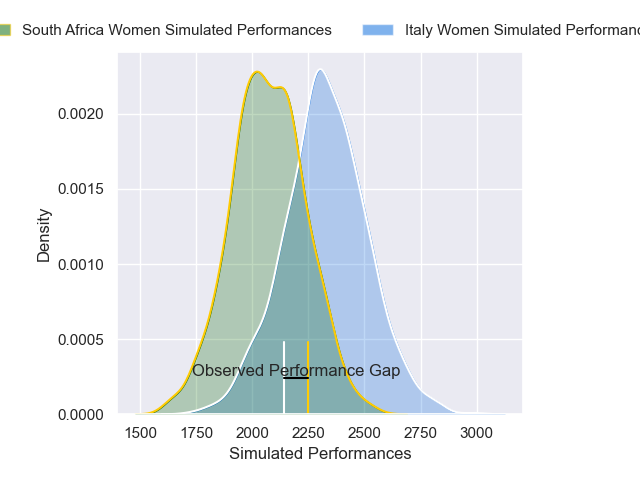 South Africa Women Simulated Performances
Italy Women Simulated
Density
0.0020
0.0015
0.0010
0.0005
0.0000
Observed Performance Gap
1500 1750 2000 2250 2500 2750 3000
Simulated Performances